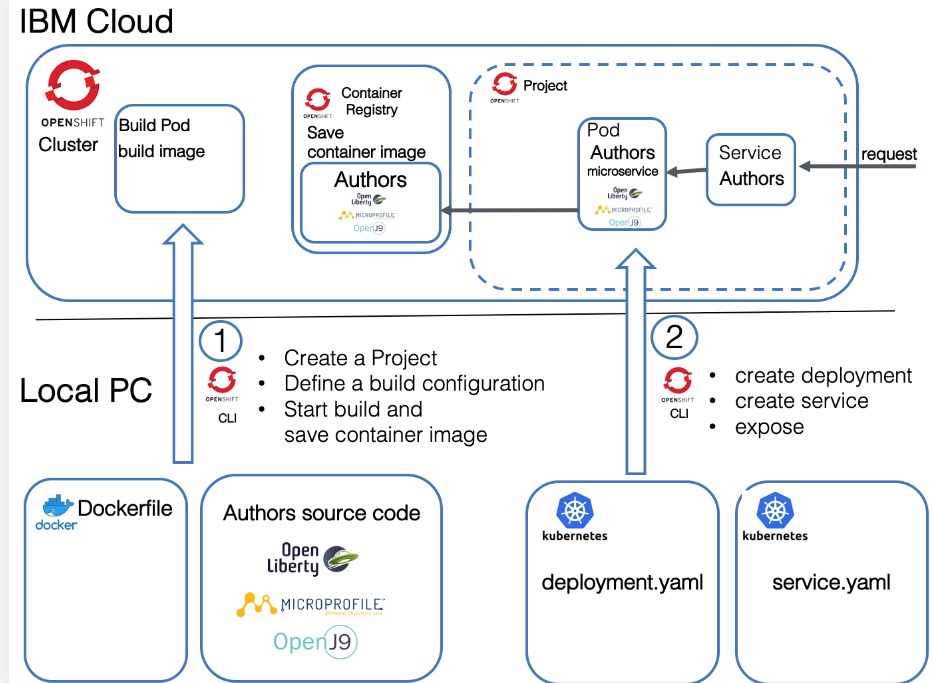 IBM Cloud
OPENSHIFT
Cluster
Build Pod
build image
OPENSHIFT
Container
Registry
Save
container image
Authors
Open
Liberty
MICROPROFILE
OpenJ9
OPENSHIFT
Project
Pod
Authors
microservice
Open
Liberty
MICROPROFILE
OpenJ9
Service
Authors
request
Local PC
1
OPENSHIFT
CLI
• Create a Project
• Define a build configuration
• Start build and
save container image
2
OPENSHIFT
CLI
• create deployment
• create service
• expose
docker
Dockerfile
Authors source code
Open
Liberty
MICROPROFILE
OpenJ9
kubernetes
deployment.yaml
kubernetes
service.yaml